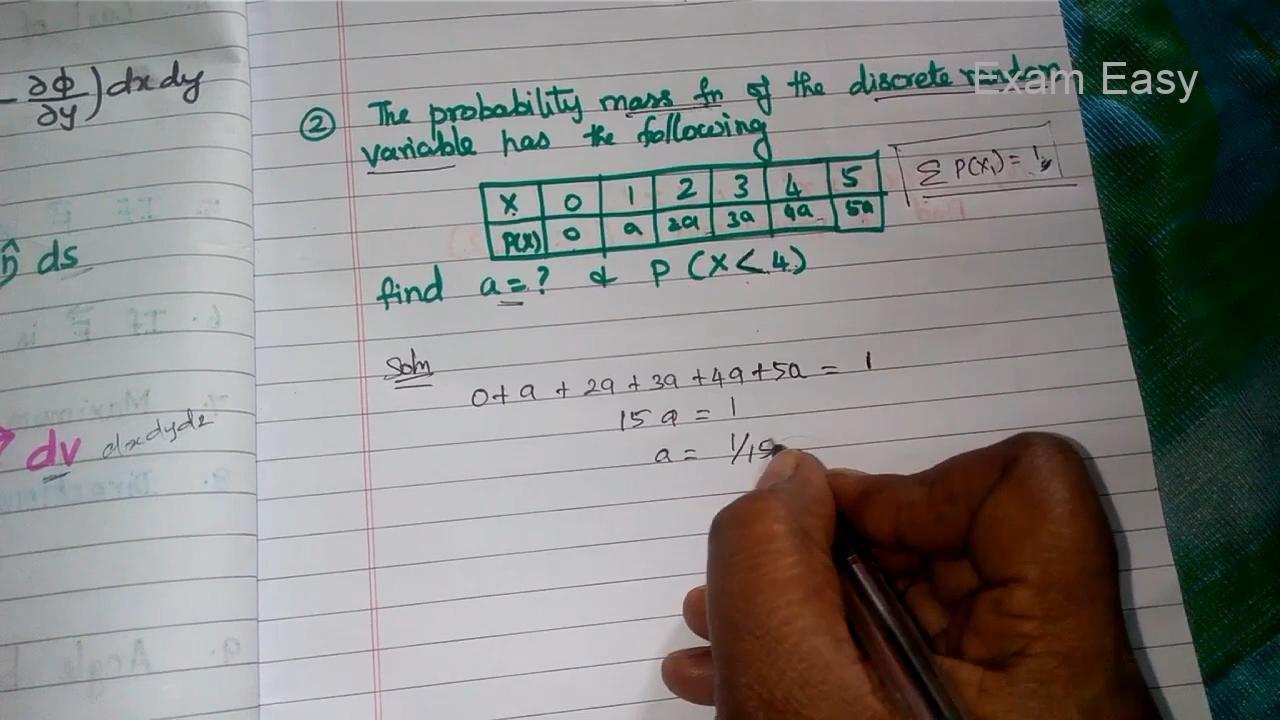 Exam Easy
- ∂Φ/∂y) dx dy
n̂ ds
dv dxdydz
② The probability mass fn of the discrete random
variable has the following
X 0 1 2 3 4 5
P(X) 0 a 2a 3a 4a 5a
Σ P(Xi) = 1
find a = ? & P(X < 4)
Soln
0 + a + 2a + 3a + 4a + 5a = 1
15 a = 1
a = 1/15